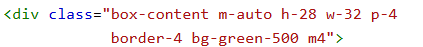 <div class="box-content m-auto h-28 w-32 p-4
border-4 bg-green-500 m4">